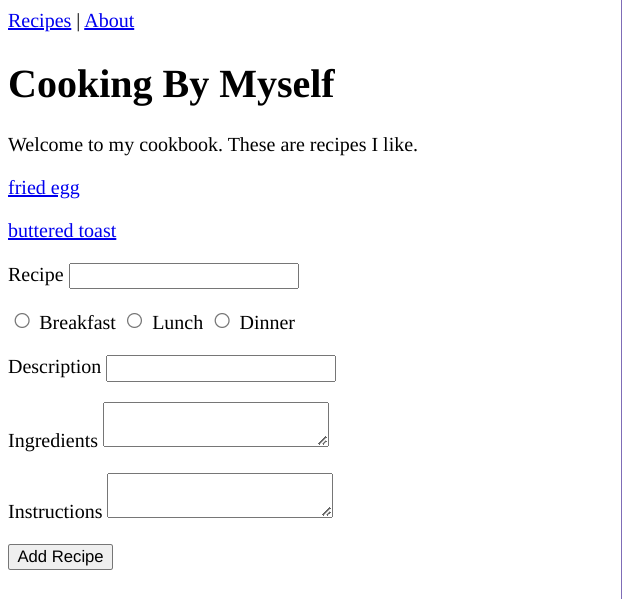 Recipes | About
Cooking By Myself
Welcome to my cookbook. These are recipes I like.
fried egg
buttered toast
Recipe
Breakfast Lunch Dinner
Description
Ingredients
Instructions
Add Recipe